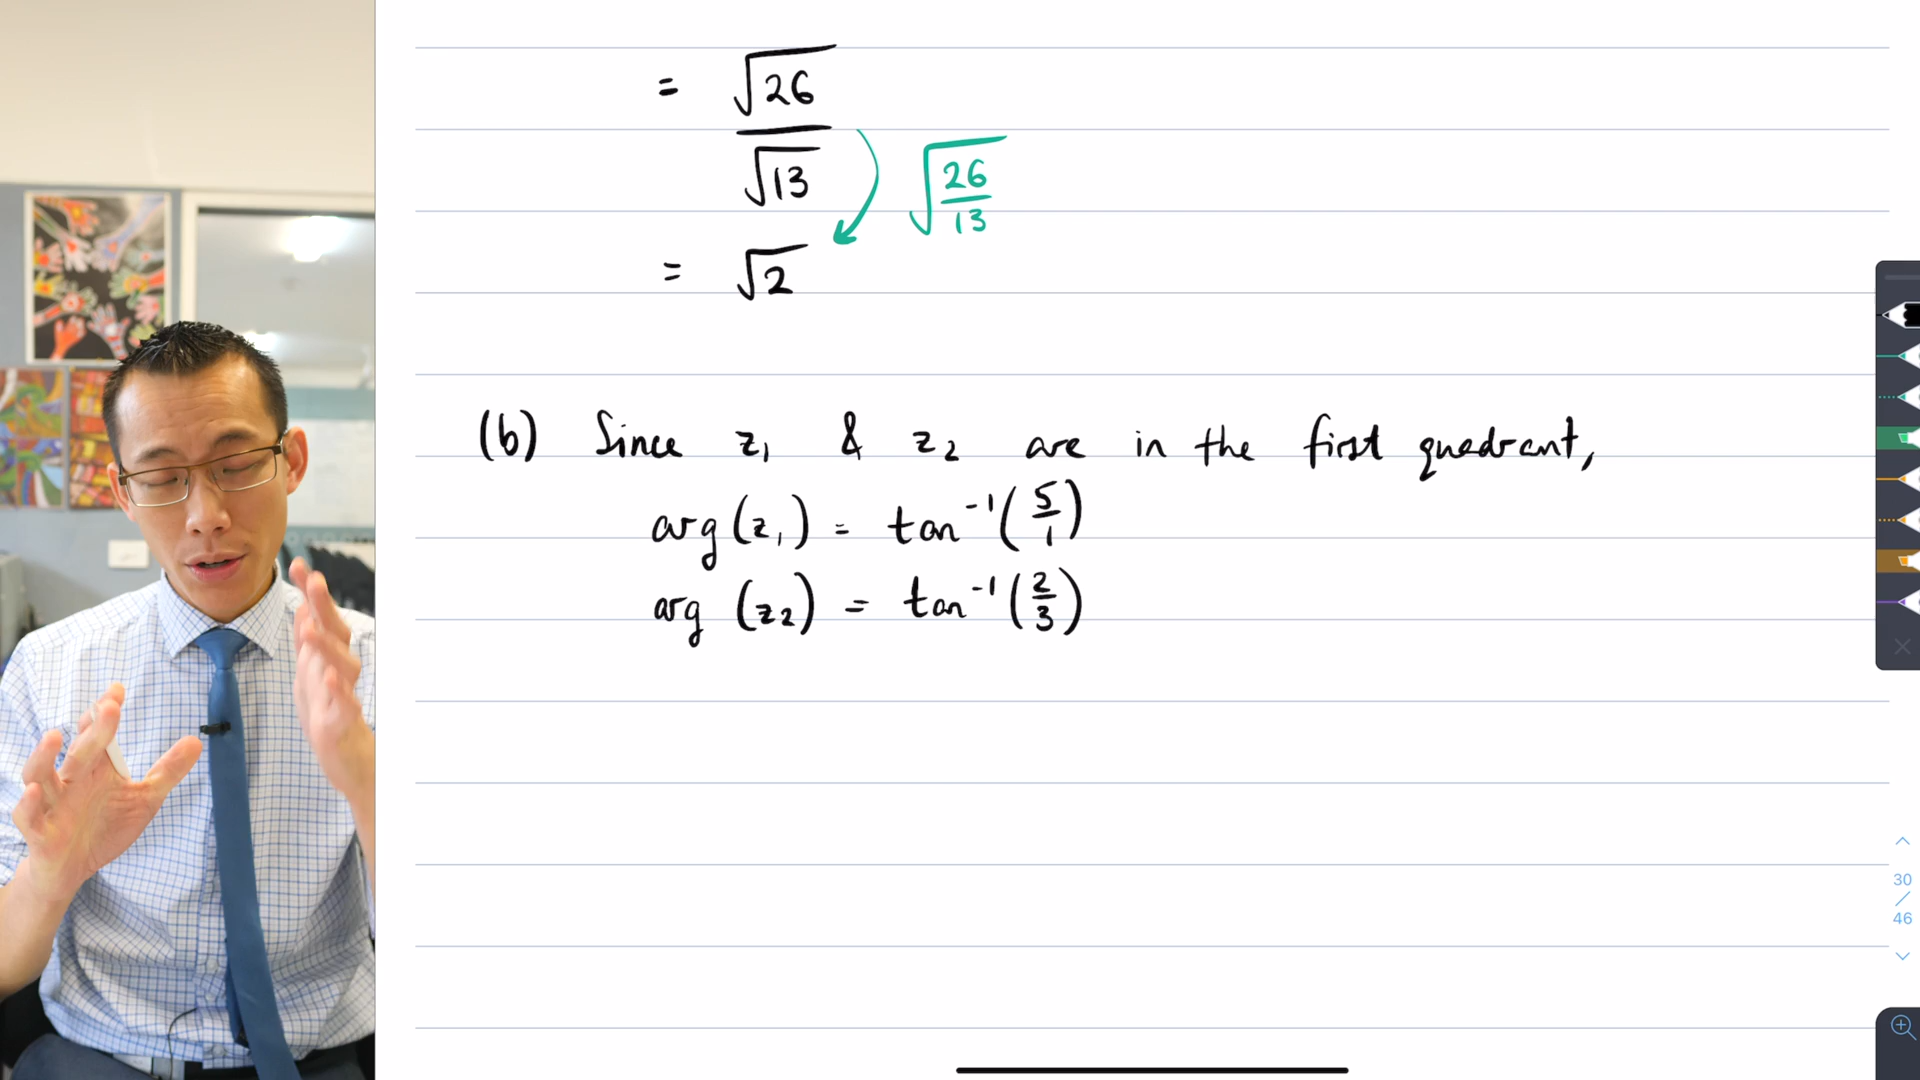 = √26 / √13
√(26/13)
= √2
(b) Since z₁ & z₂ are in the first quadrant,
arg(z₁) = tan⁻¹(5/1)
arg (z₂) = tan⁻¹(2/3)
30
/
46